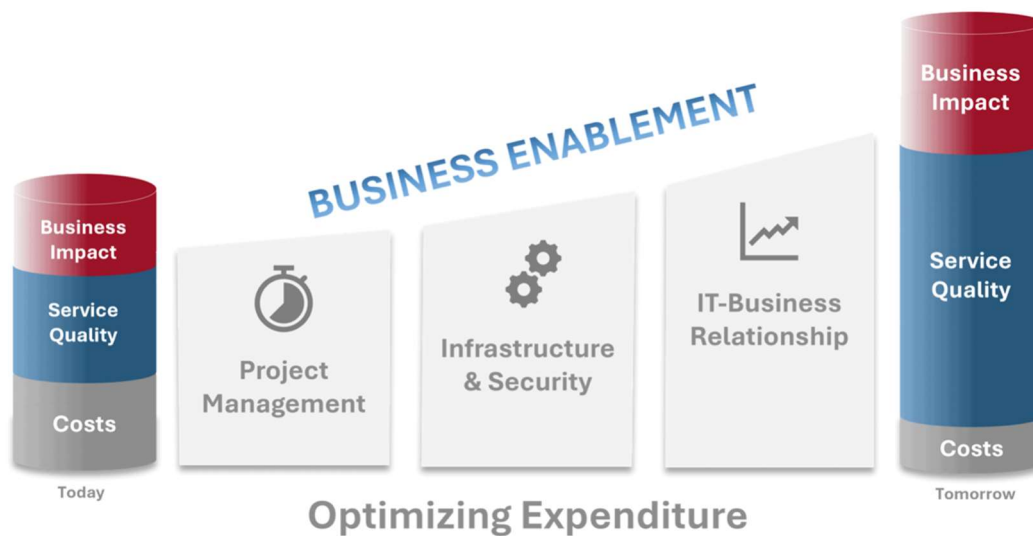 BUSINESS ENABLEMENT
Business
Impact
Service
Quality
Costs
Today
Project
Management
Infrastructure
& Security
IT-Business
Relationship
Business
Impact
Service
Quality
Costs
Tomorrow
Optimizing Expenditure